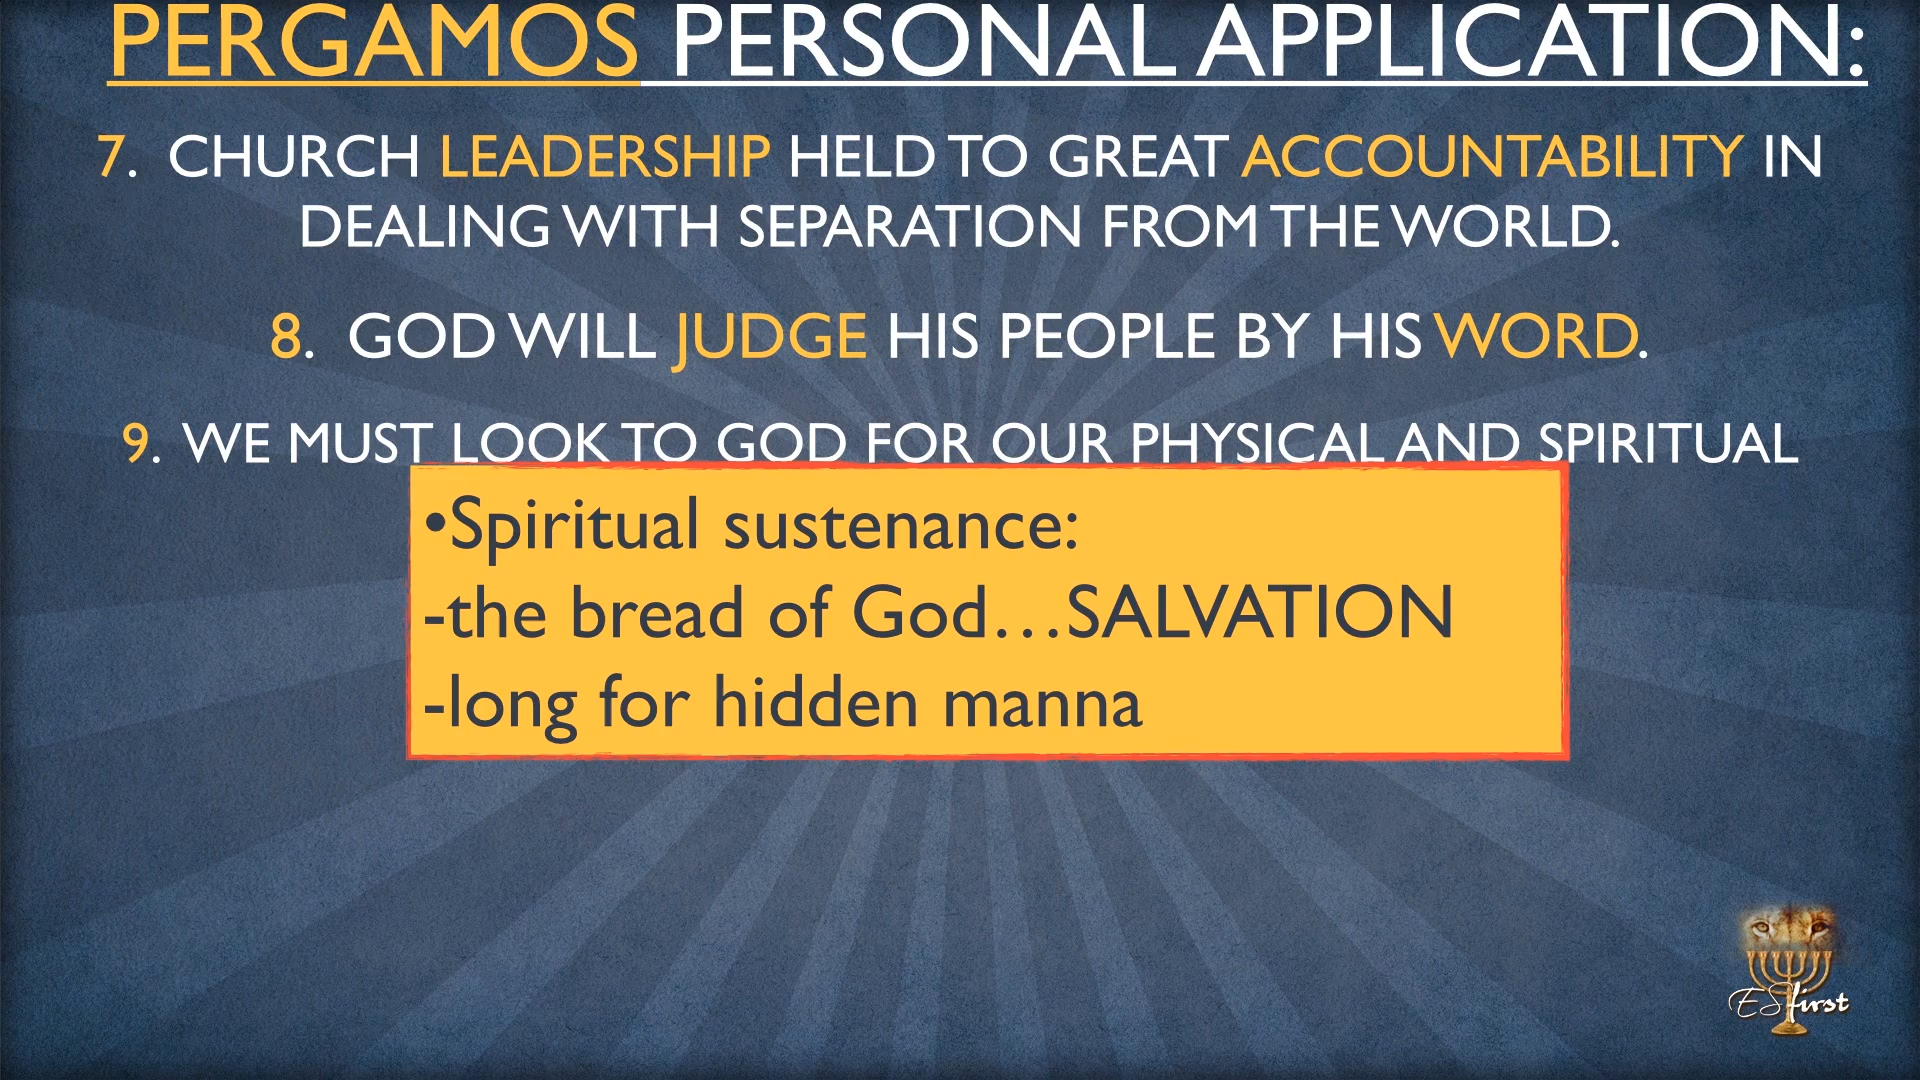 PERGAMOS PERSONAL APPLICATION:
7. CHURCH LEADERSHIP HELD TO GREAT ACCOUNTABILITY IN
DEALING WITH SEPARATION FROM THE WORLD.
8. GOD WILL JUDGE HIS PEOPLE BY HIS WORD.
9. WE MUST LOOK TO GOD FOR OUR PHYSICAL AND SPIRITUAL
•Spiritual sustenance:
-the bread of God…SALVATION
-long for hidden manna
ESfirst